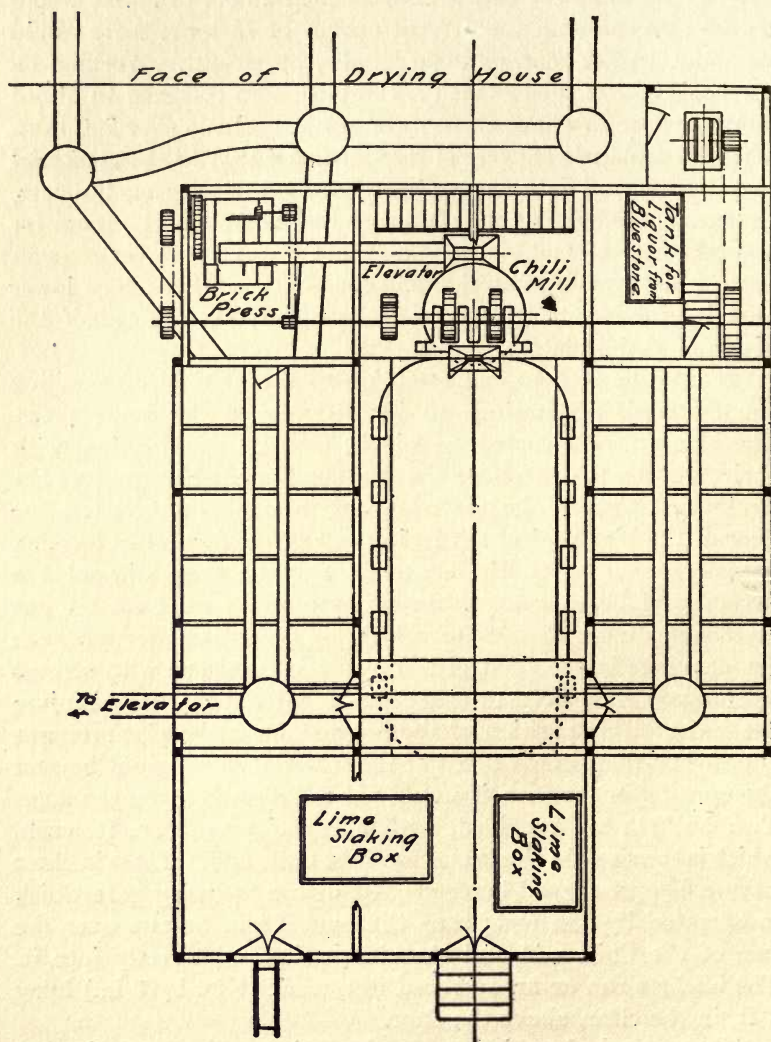 Face of Drying House
Tank for
Liquor from
Bluestone.
Elevator
Chili
Mill
Brick
Press
To Elevator
Lime
Slaking
Box
Lime
Slaking
Box